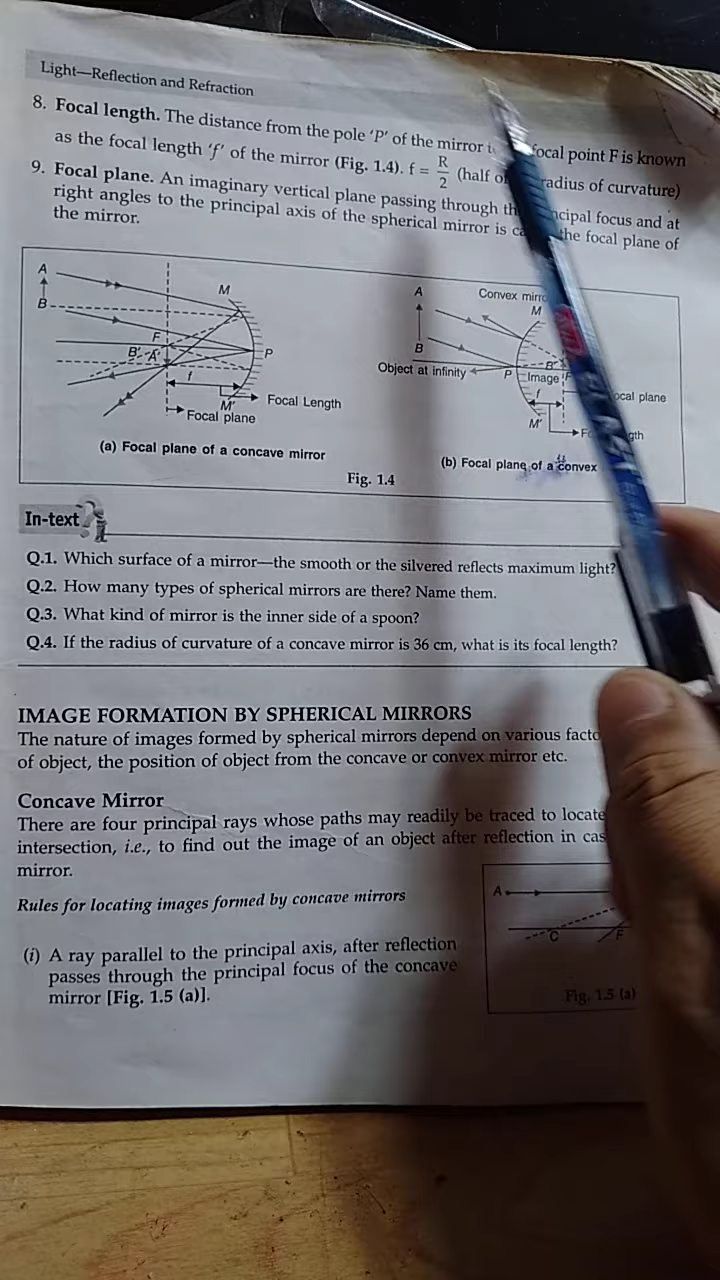 Light—Reflection and Refraction
8. Focal length. The distance from the pole 'P' of the mirror focal point F is known
as the focal length 'f' of the mirror (Fig. 1.4). f = R/2 (half radius of curvature)
9. Focal plane. An imaginary vertical plane passing through focus and at
right angles to the principal axis of the spherical mirror is the focal plane of
the mirror.
A
B
M
F
B' A'
P
f
M'
Focal Length
Focal plane
(a) Focal plane of a concave mirror
A
Convex
M
B
Object at infinity
P
Image
B'
F
f
plane
M'
(b) Focal plane of a convex
Fig. 1.4
In-text
Q.1. Which surface of a mirror—the smooth or the silvered reflects maximum light?
Q.2. How many types of spherical mirrors are there? Name them.
Q.3. What kind of mirror is the inner side of a spoon?
Q.4. If the radius of curvature of a concave mirror is 36 cm, what is its focal length?
IMAGE FORMATION BY SPHERICAL MIRRORS
The nature of images formed by spherical mirrors depend on various
of object, the position of object from the concave or convex mirror etc.
Concave Mirror
There are four principal rays whose paths may readily be traced to locate
intersection, i.e., to find out the image of an object after reflection in
mirror.
Rules for locating images formed by concave mirrors
(i) A ray parallel to the principal axis, after reflection
passes through the principal focus of the concave
mirror [Fig. 1.5 (a)].
A
C
F
Fig. 1.5 (a)